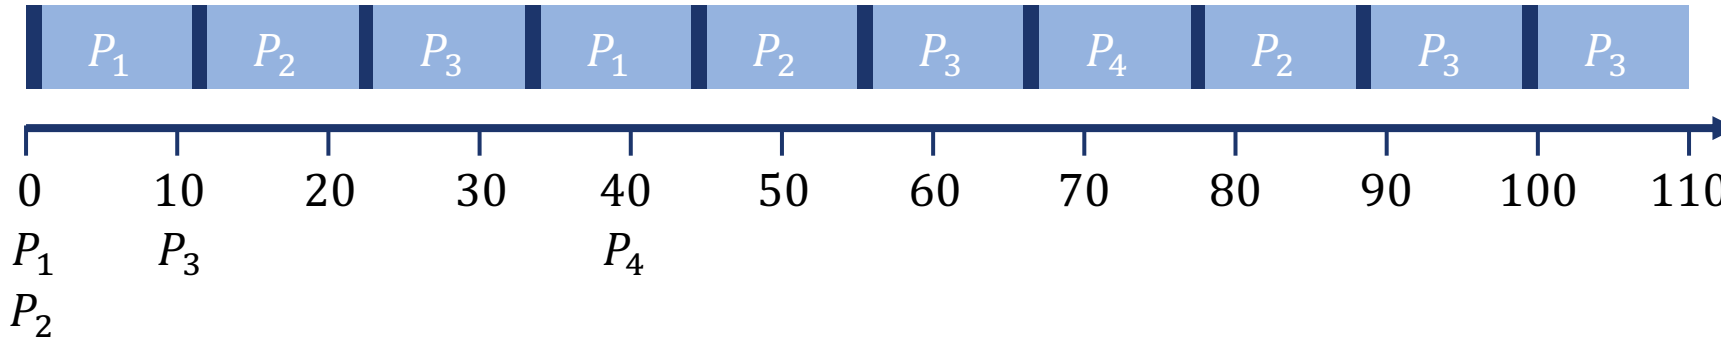 P₁ P₂ P₃ P₁ P₂ P₃ P₄ P₂ P₃ P₃
0 10 20 30 40 50 60 70 80 90 100 110
P₁ P₃ P₄
P₂